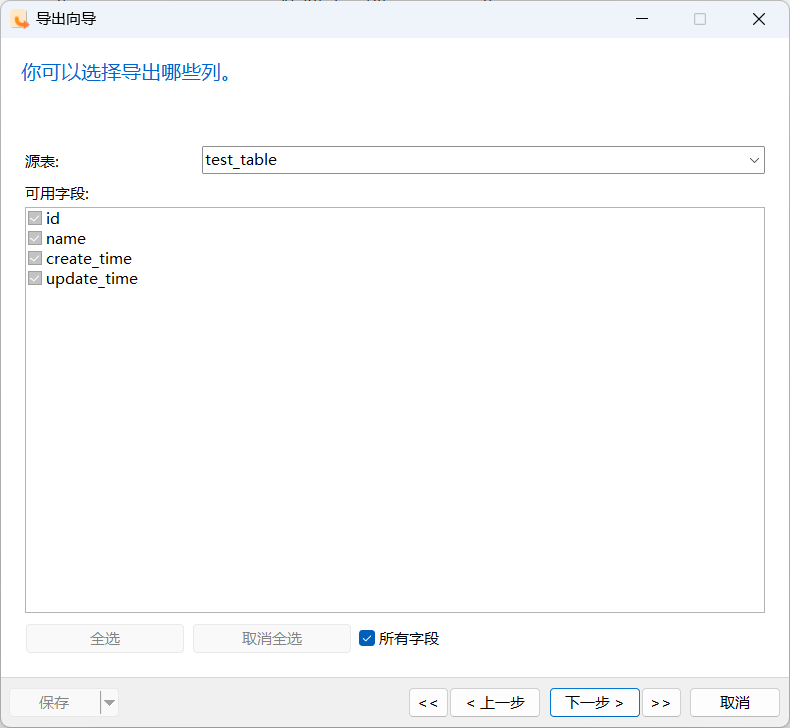 导出向导
你可以选择导出哪些列。
源表: test_table
可用字段:
id
name
create_time
update_time
全选 取消全选 所有字段
保存 << < 上一步 下一步 > >> 取消